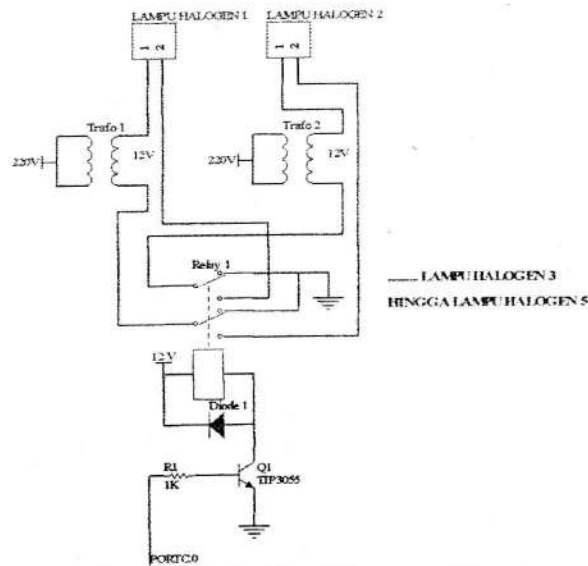 LAMPU HALOGEN 1
LAMPU HALOGEN 2
1 2
1 2
Trafo 1
Trafo 2
220V
12V
220V
12V
Relay 1
LAMPU HALOGEN 3
HINGGA LAMPU HALOGEN 5
12 V
Diode 1
R1
1K
Q1
TIP3055
PORTC.0